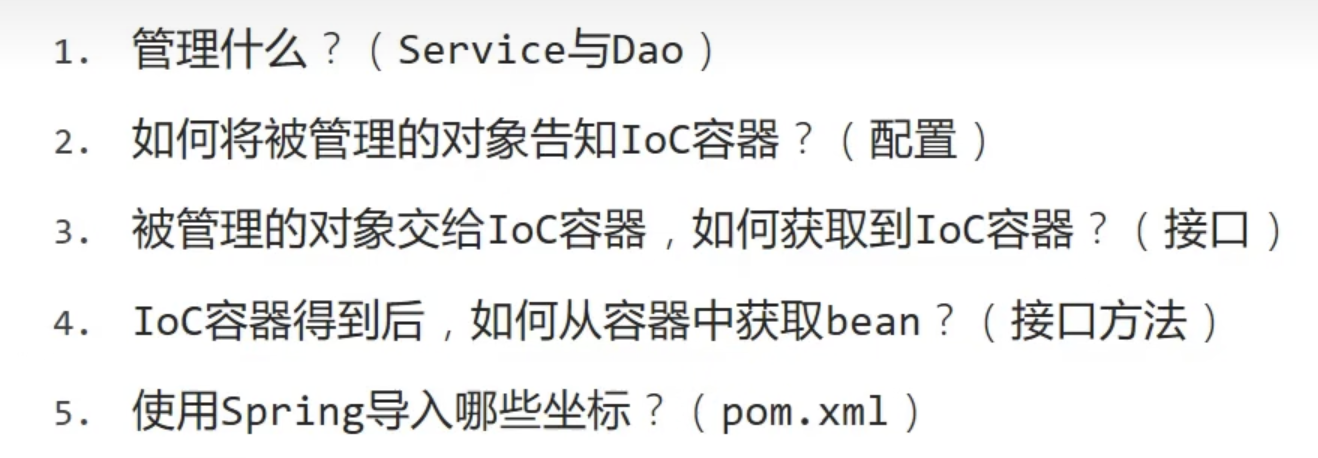 1. 管理什么？（Service与Dao）
2. 如何将被管理的对象告知IoC容器？（配置）
3. 被管理的对象交给IoC容器，如何获取到IoC容器？（接口）
4. IoC容器得到后，如何从容器中获取bean？（接口方法）
5. 使用Spring导入哪些坐标？（pom.xml）